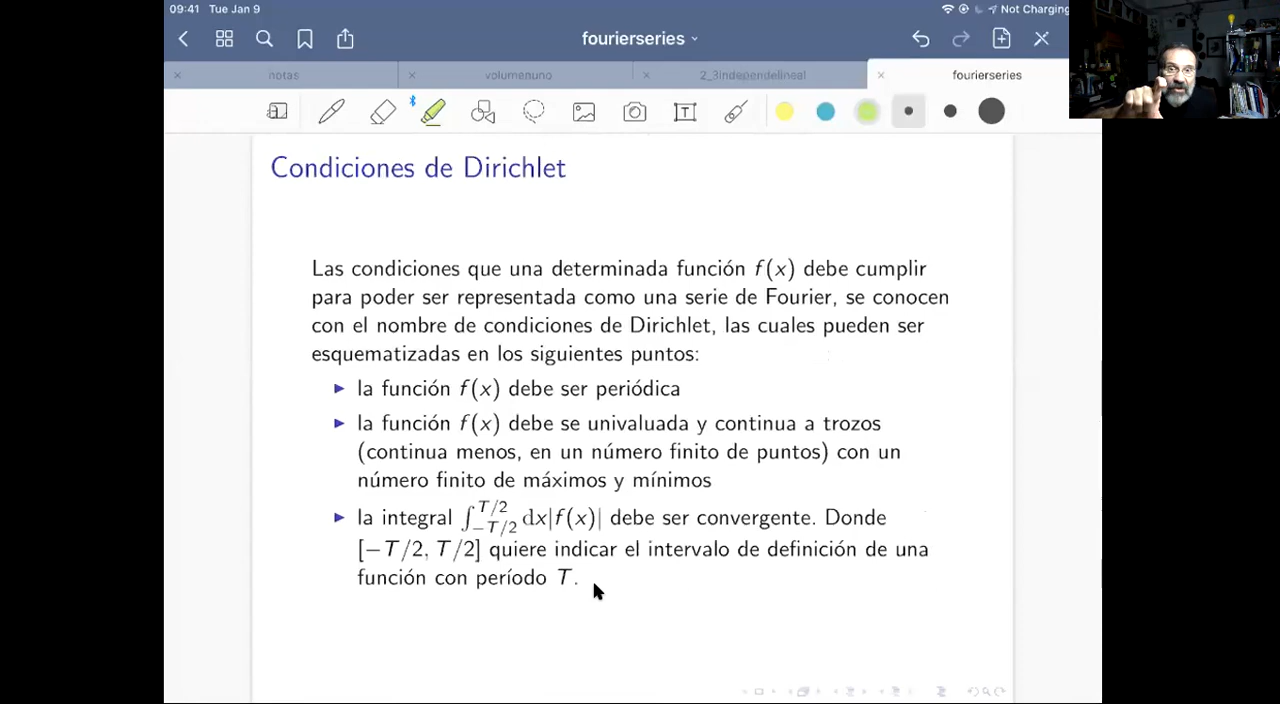 09:41 Tue Jan 9
Not Charging
fourierseries
notas
volumenuno
2_3independelineal
fourierseries
T
Condiciones de Dirichlet
Las condiciones que una determinada función f(x) debe cumplir
para poder ser representada como una serie de Fourier, se conocen
con el nombre de condiciones de Dirichlet, las cuales pueden ser
esquematizadas en los siguientes puntos:
▶ la función f(x) debe ser periódica
▶ la función f(x) debe se univaluada y continua a trozos
(continua menos, en un número finito de puntos) con un
número finito de máximos y mínimos
▶ la integral ∫_{-T/2}^{T/2} dx|f(x)| debe ser convergente. Donde
[−T/2, T/2] quiere indicar el intervalo de definición de una
función con período T.